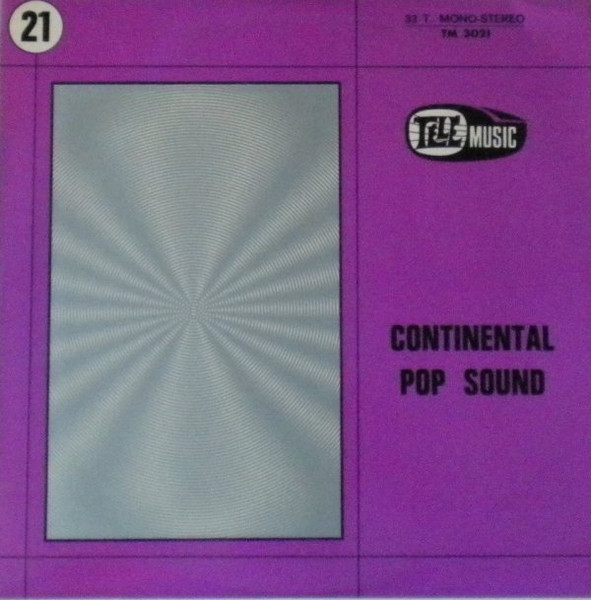 21
33 T. MONO-STEREO
TM 3021
TELE MUSIC
CONTINENTAL
POP SOUND